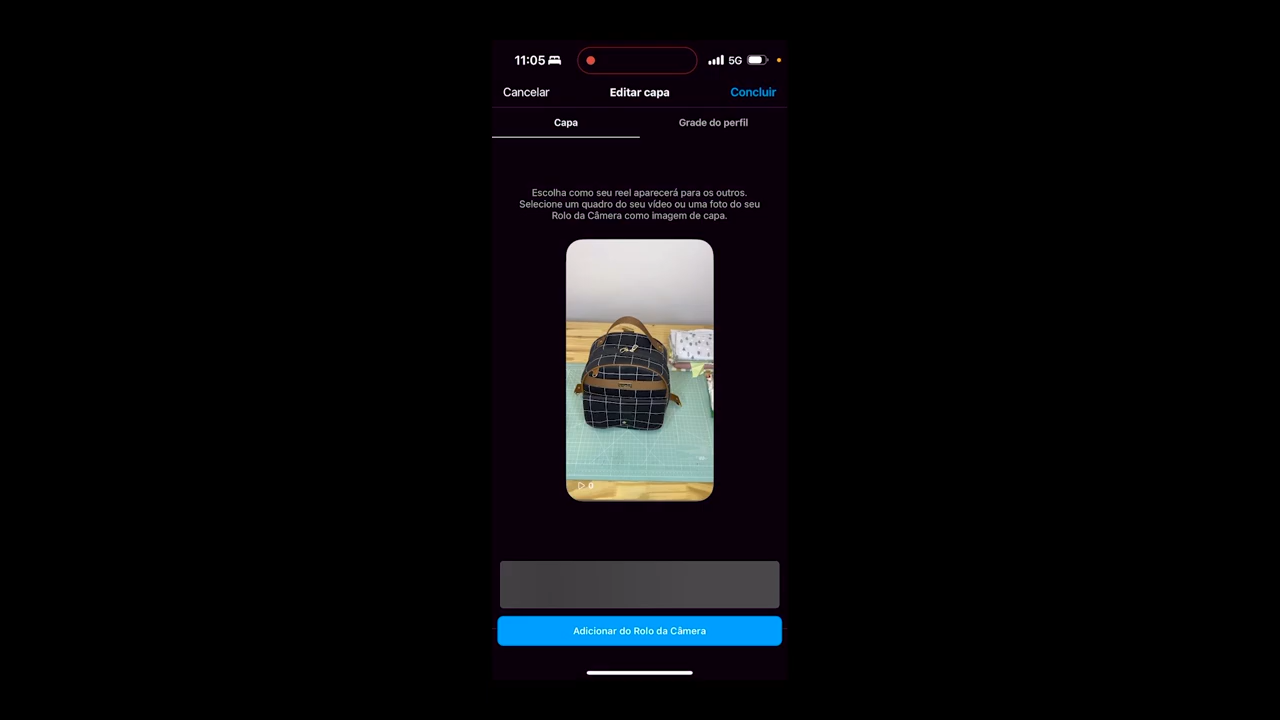 11:05
5G
Cancelar
Editar capa
Concluir
Capa
Grade do perfil
Escolha como seu reel aparecerá para os outros.
Selecione um quadro do seu vídeo ou uma foto do seu
Rolo da Câmera como imagem de capa.
0
Adicionar do Rolo da Câmera